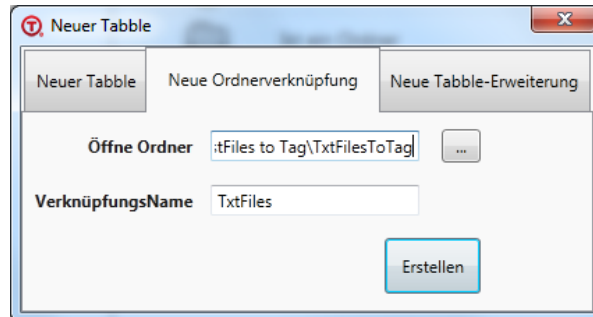 Neuer Tabble
Neuer Tabble Neue Ordnerverknüpfung Neue Tabble-Erweiterung
Öffne Ordner :tFiles to Tag\TxtFilesToTag ...
VerknüpfungsName TxtFiles
Erstellen